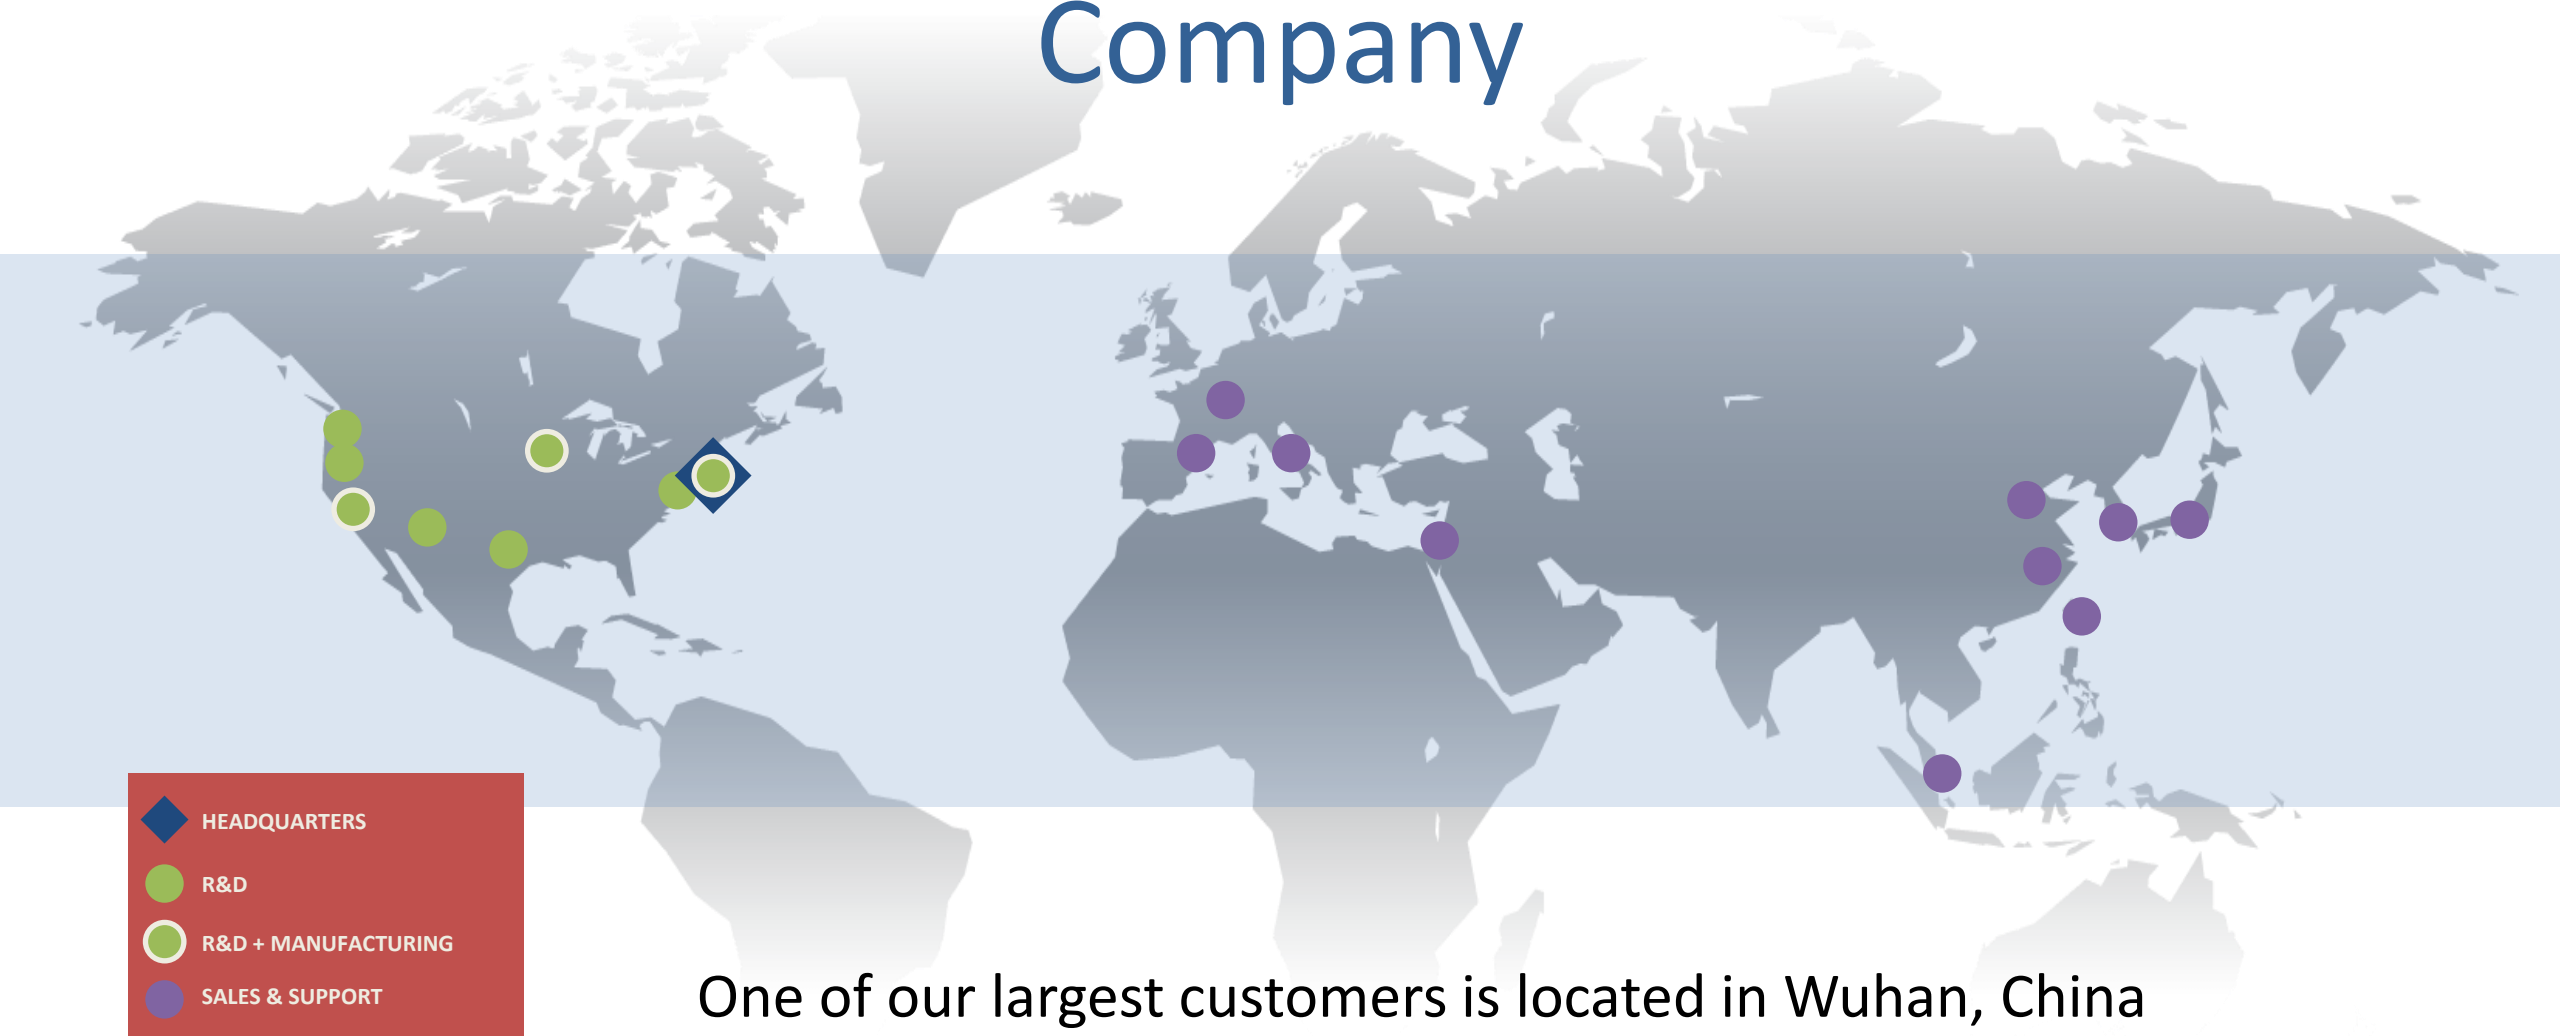 Company
HEADQUARTERS
R&D
R&D + MANUFACTURING
SALES & SUPPORT
One of our largest customers is located in Wuhan, China